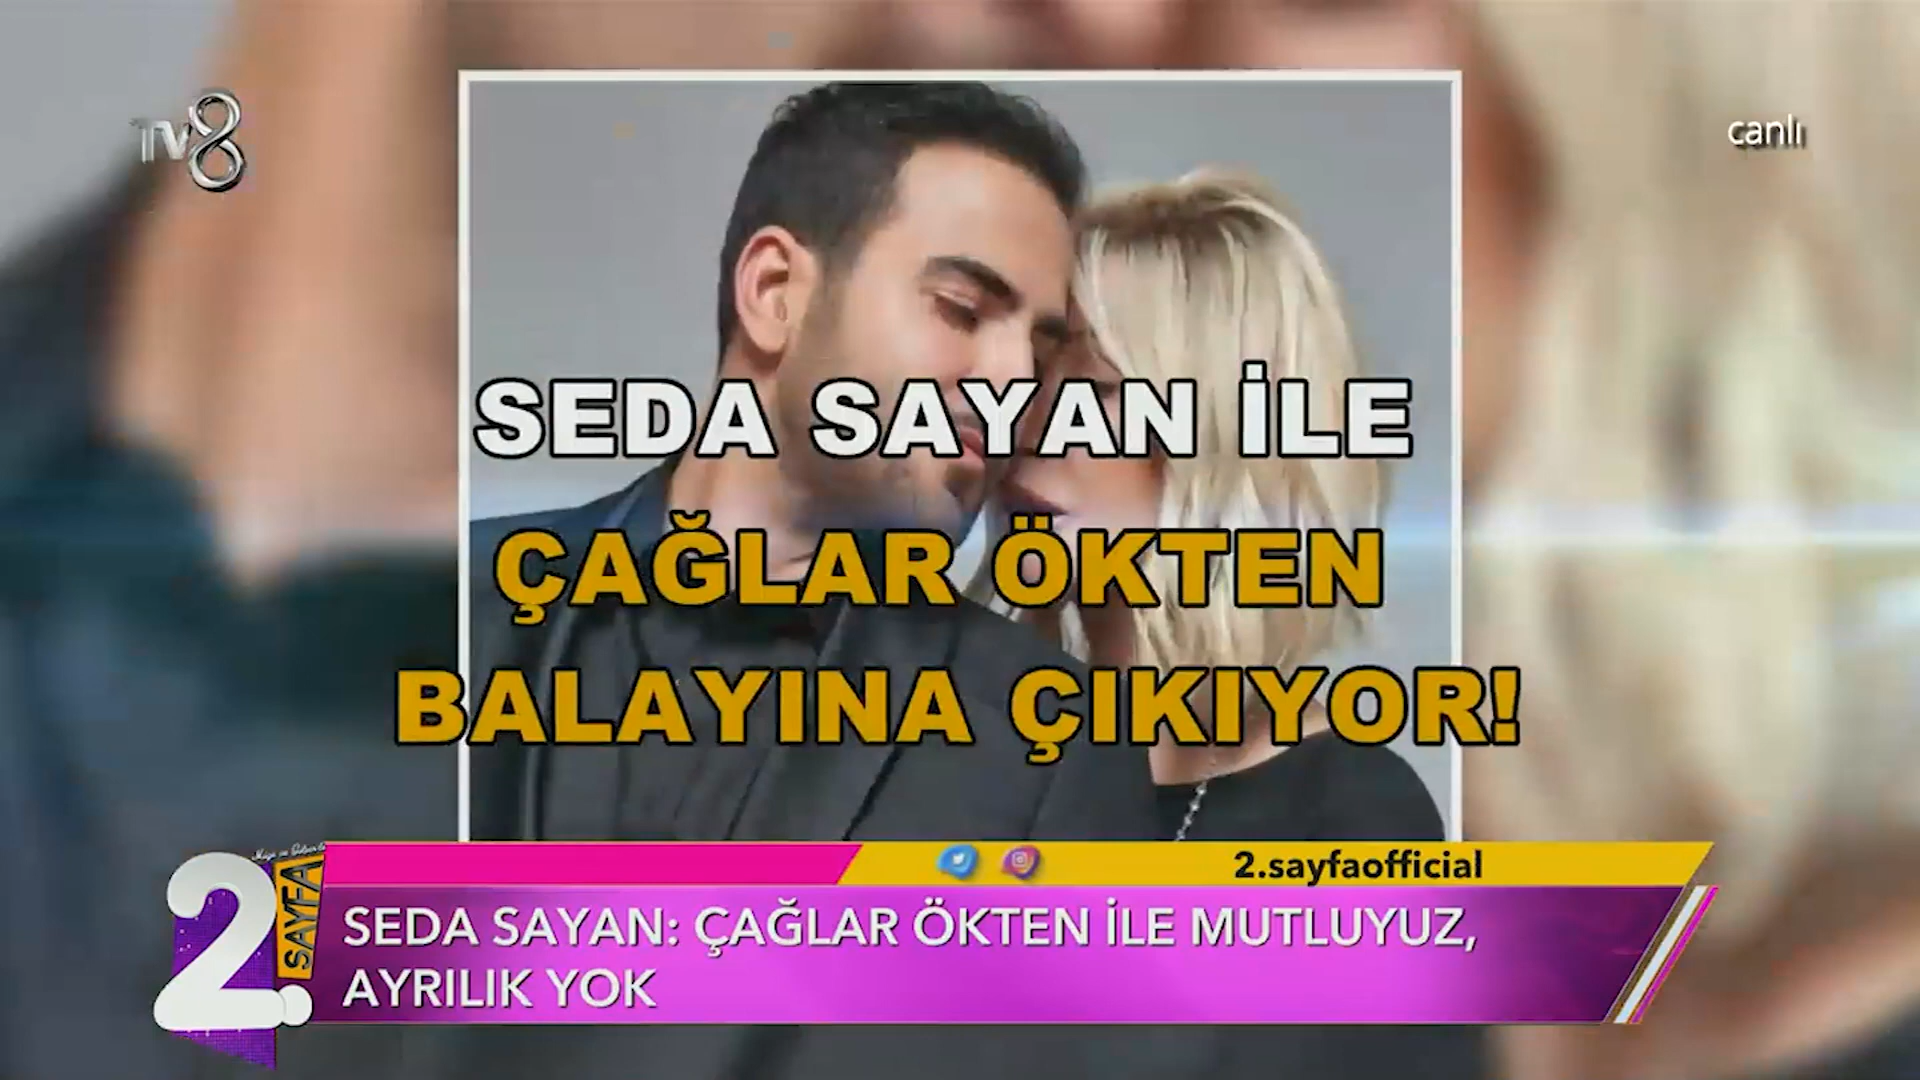 TV8
canlı
SEDA SAYAN İLE
ÇAĞLAR ÖKTEN
BALAYINA ÇIKIYOR!
2.sayfaofficial
2. SAYFA
SEDA SAYAN: ÇAĞLAR ÖKTEN İLE MUTLUYUZ,
AYRILIK YOK